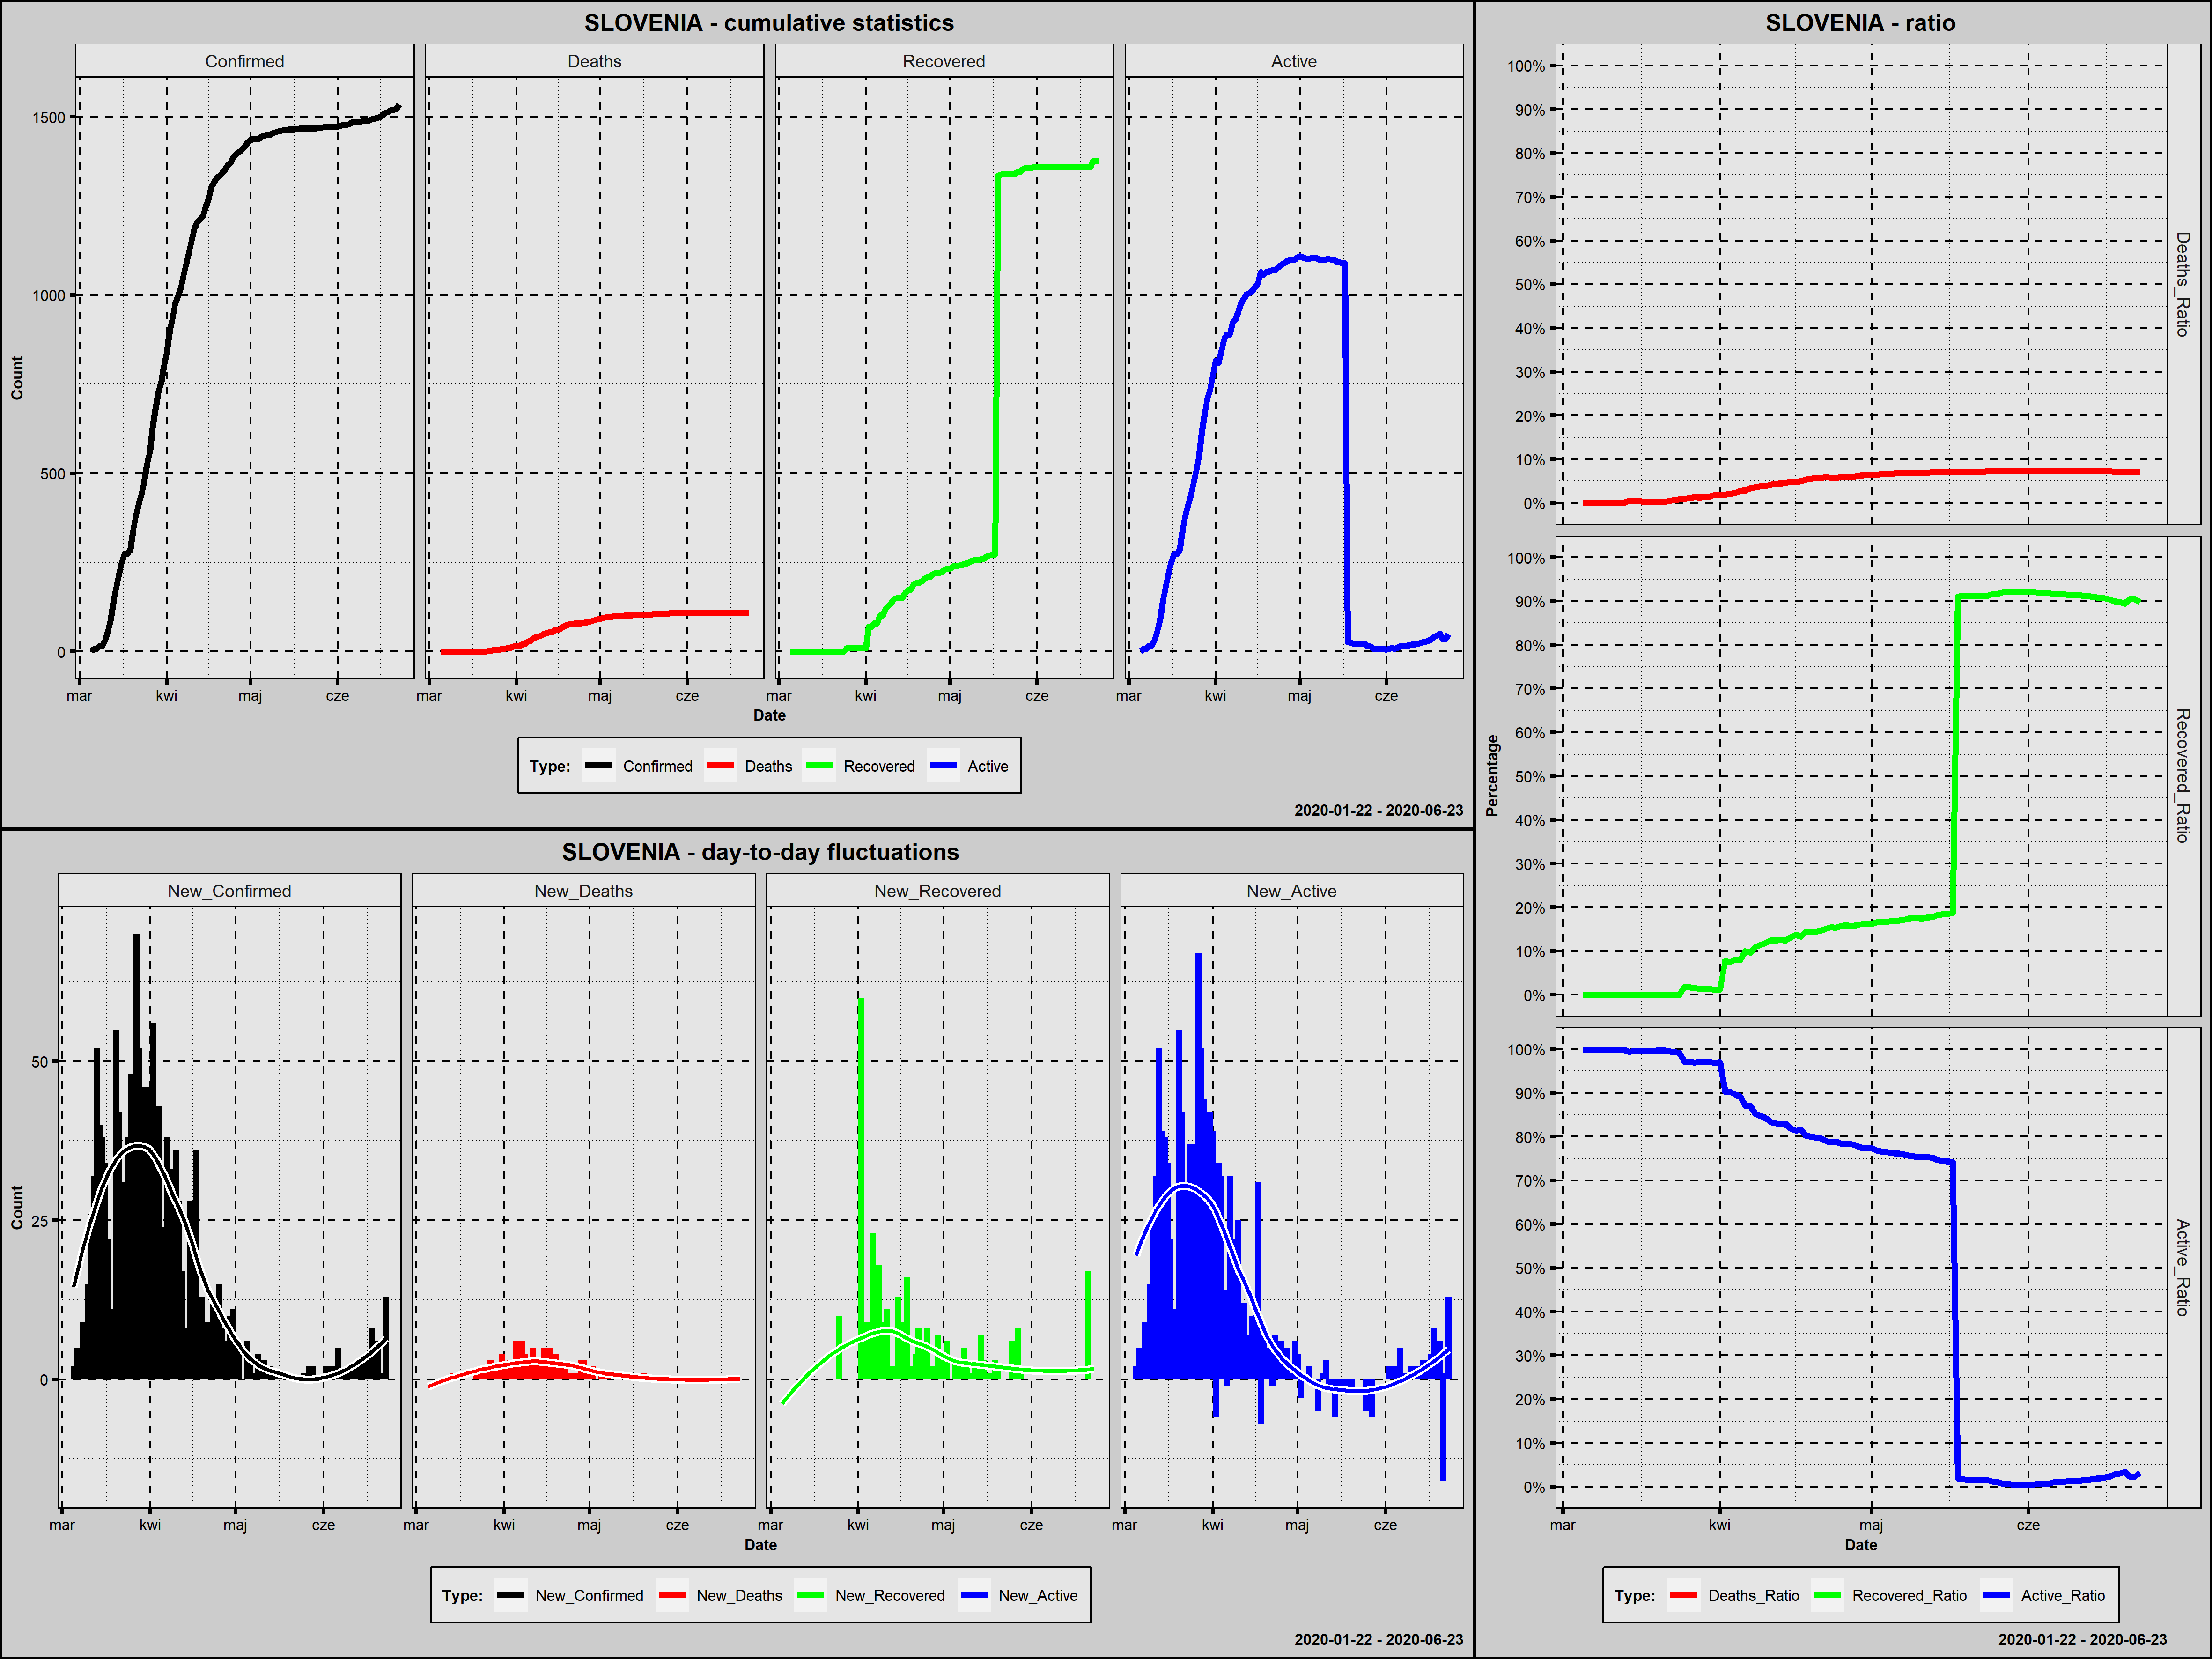 SLOVENIA - cumulative statistics
Confirmed Deaths Recovered Active
Count
1500
1000
500
0
mar kwi maj cze mar kwi maj cze mar kwi maj cze mar kwi maj cze
Date
Type: Confirmed Deaths Recovered Active
2020-01-22 - 2020-06-23
SLOVENIA - day-to-day fluctuations
New_Confirmed New_Deaths New_Recovered New_Active
Count
50
25
0
mar kwi maj cze mar kwi maj cze mar kwi maj cze mar kwi maj cze
Date
Type: New_Confirmed New_Deaths New_Recovered New_Active
2020-01-22 - 2020-06-23
SLOVENIA - ratio
Percentage
100%
90%
80%
70%
60%
50%
40%
30%
20%
10%
0%
Deaths_Ratio
100%
90%
80%
70%
60%
50%
40%
30%
20%
10%
0%
Recovered_Ratio
100%
90%
80%
70%
60%
50%
40%
30%
20%
10%
0%
Active_Ratio
mar kwi maj cze
Date
Type: Deaths_Ratio Recovered_Ratio Active_Ratio
2020-01-22 - 2020-06-23